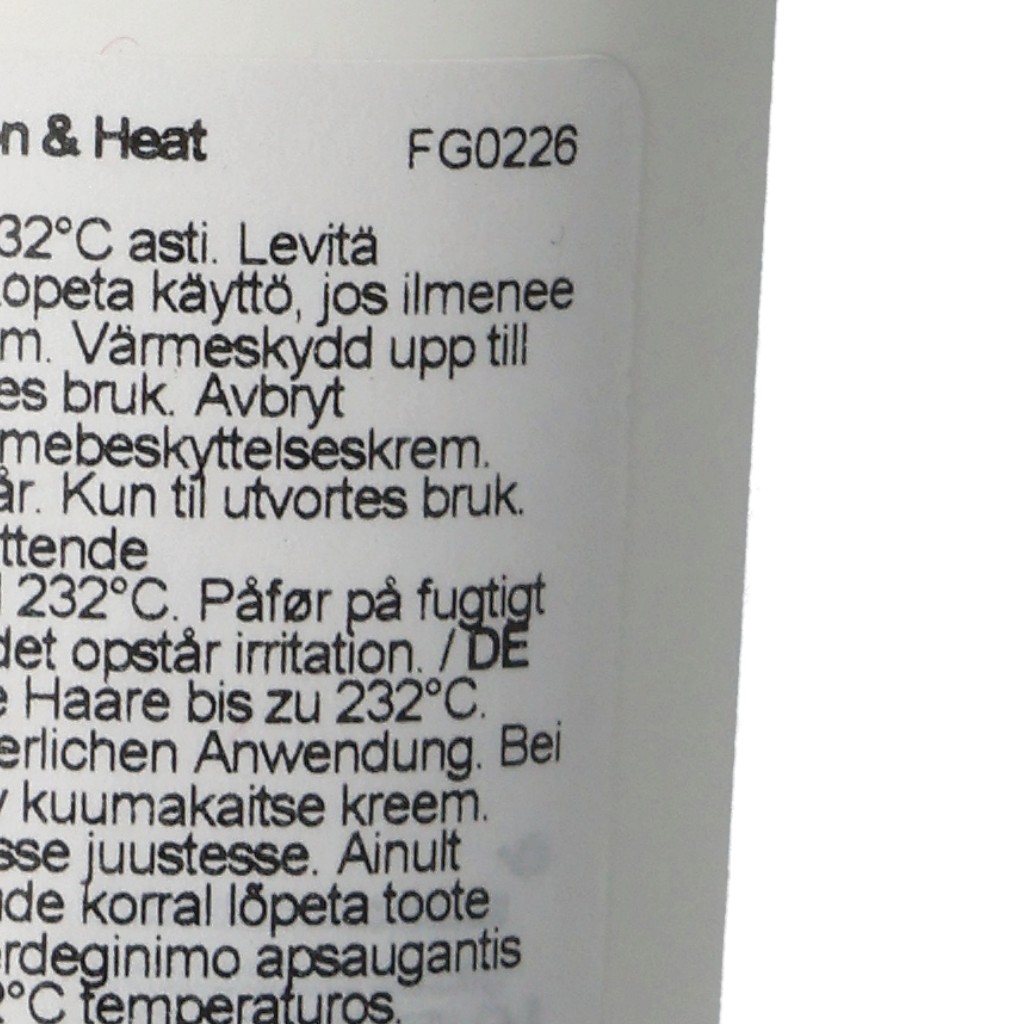 & Heat FG0226
32°C asti. Levitä
käyttö, jos ilmenee
Värmeskydd upp till
bruk. Avbryt
mebeskyttelseskrem.
år. Kun til utvortes bruk.
ttende
232°C. Påfør på fugtigt
det opstår irritation. / DE
Haare bis zu 232°C.
erlichen Anwendung. Bei
kuumakaitse kreem.
sse juustesse. Ainult
de korral lõpeta toote
rdeginimo apsaugantis
°C temperatūros.